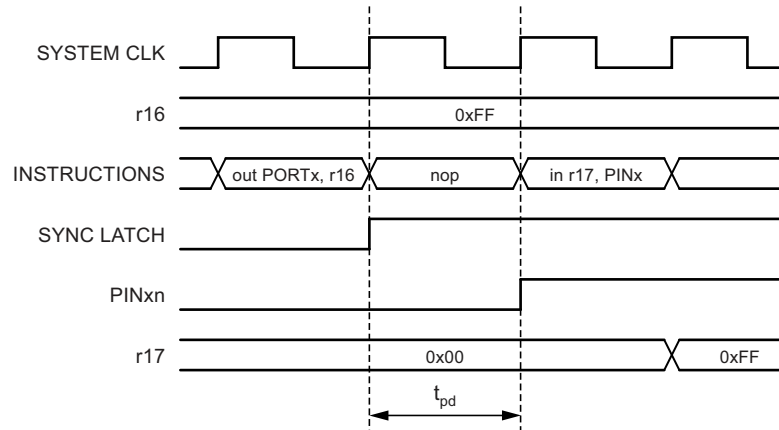 SYSTEM CLK
r16
0xFF
INSTRUCTIONS
out PORTx, r16
nop
in r17, PINx
SYNC LATCH
PINxn
r17
0x00
0xFF
tpd